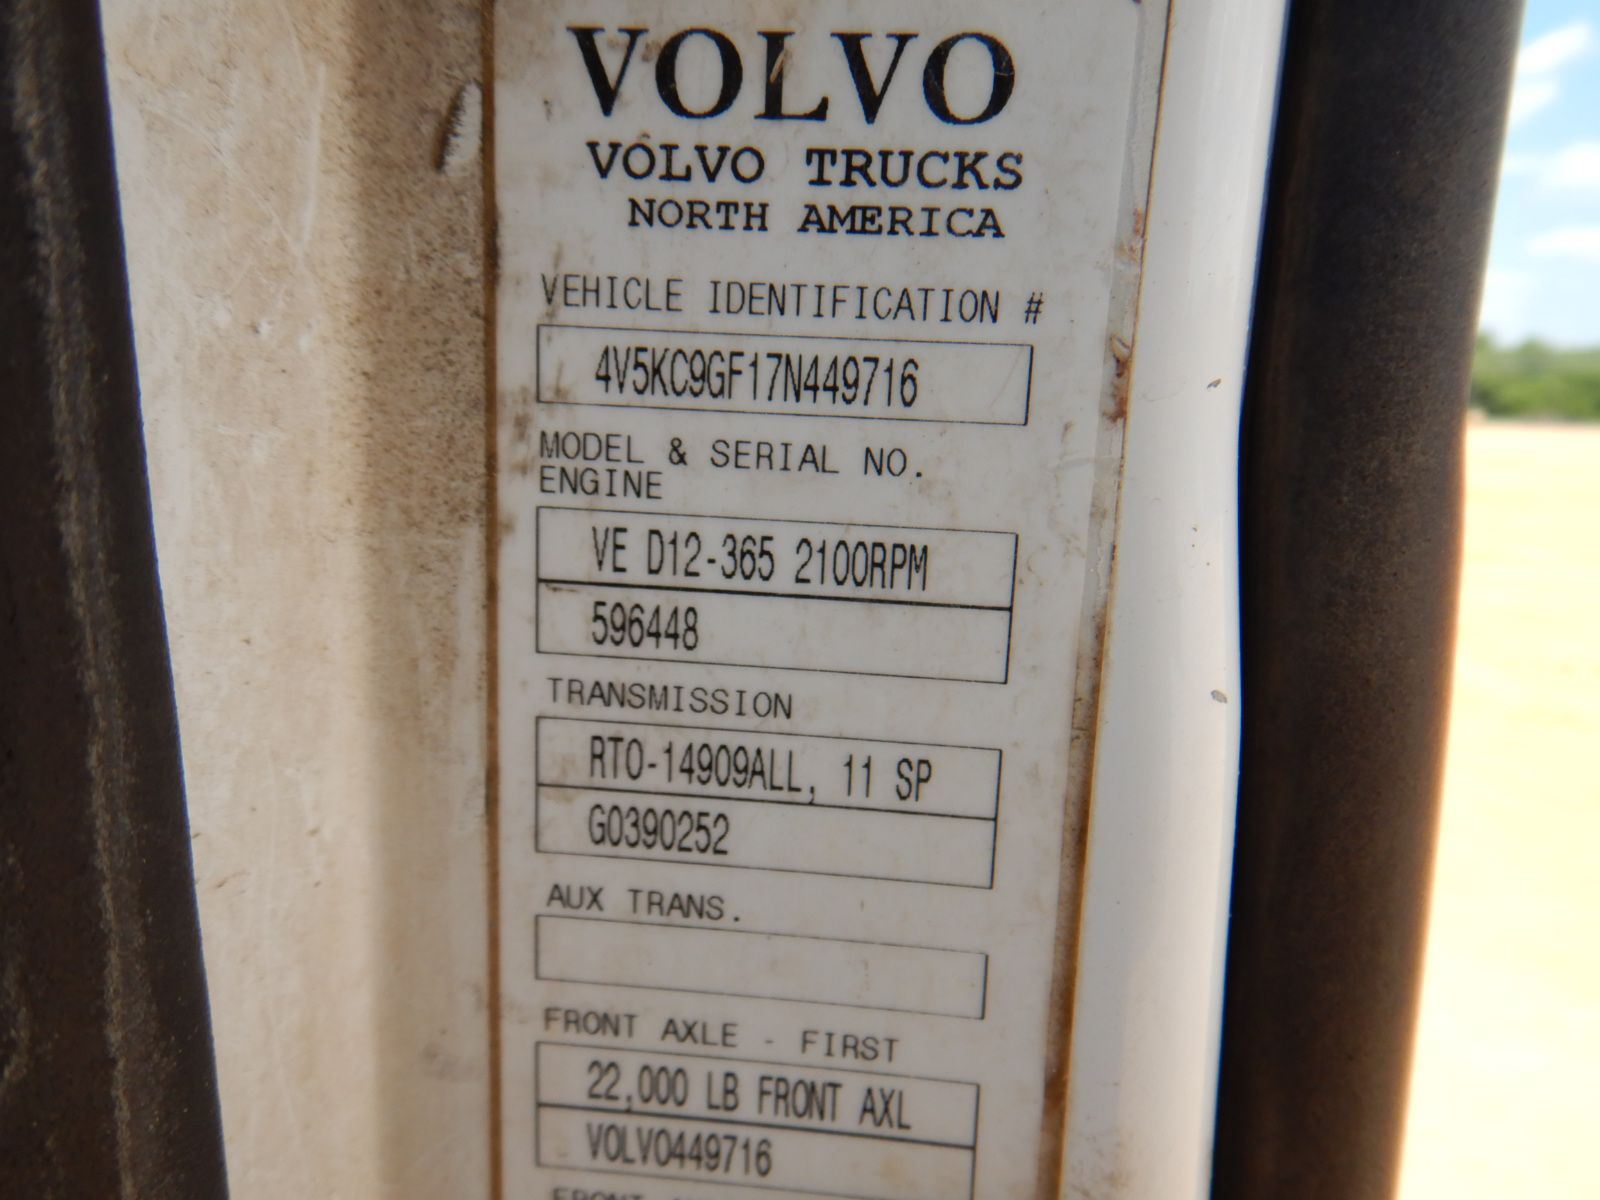 VOLVO
VOLVO TRUCKS
NORTH AMERICA
VEHICLE IDENTIFICATION #
4V5KC9GF17N449716
MODEL & SERIAL NO.
ENGINE
VE D12-365 2100RPM
596448
TRANSMISSION
RTO-14909ALL, 11 SP
G0390252
AUX TRANS.
FRONT AXLE - FIRST
22,000 LB FRONT AXL
VOLVO449716
FRONT